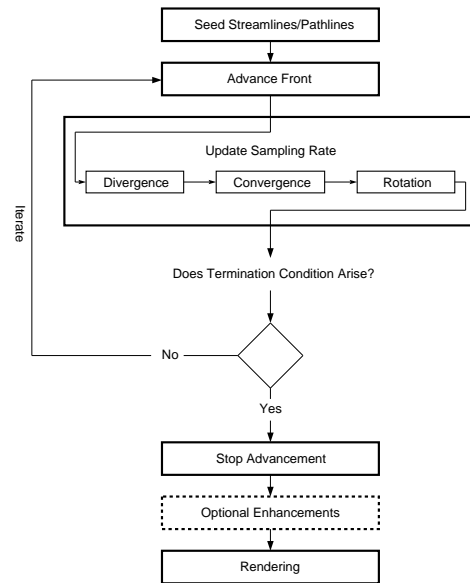 Seed Streamlines/Pathlines
Advance Front
Update Sampling Rate
Divergence
Convergence
Rotation
Iterate
Does Termination Condition Arise?
No
Yes
Stop Advancement
Optional Enhancements
Rendering